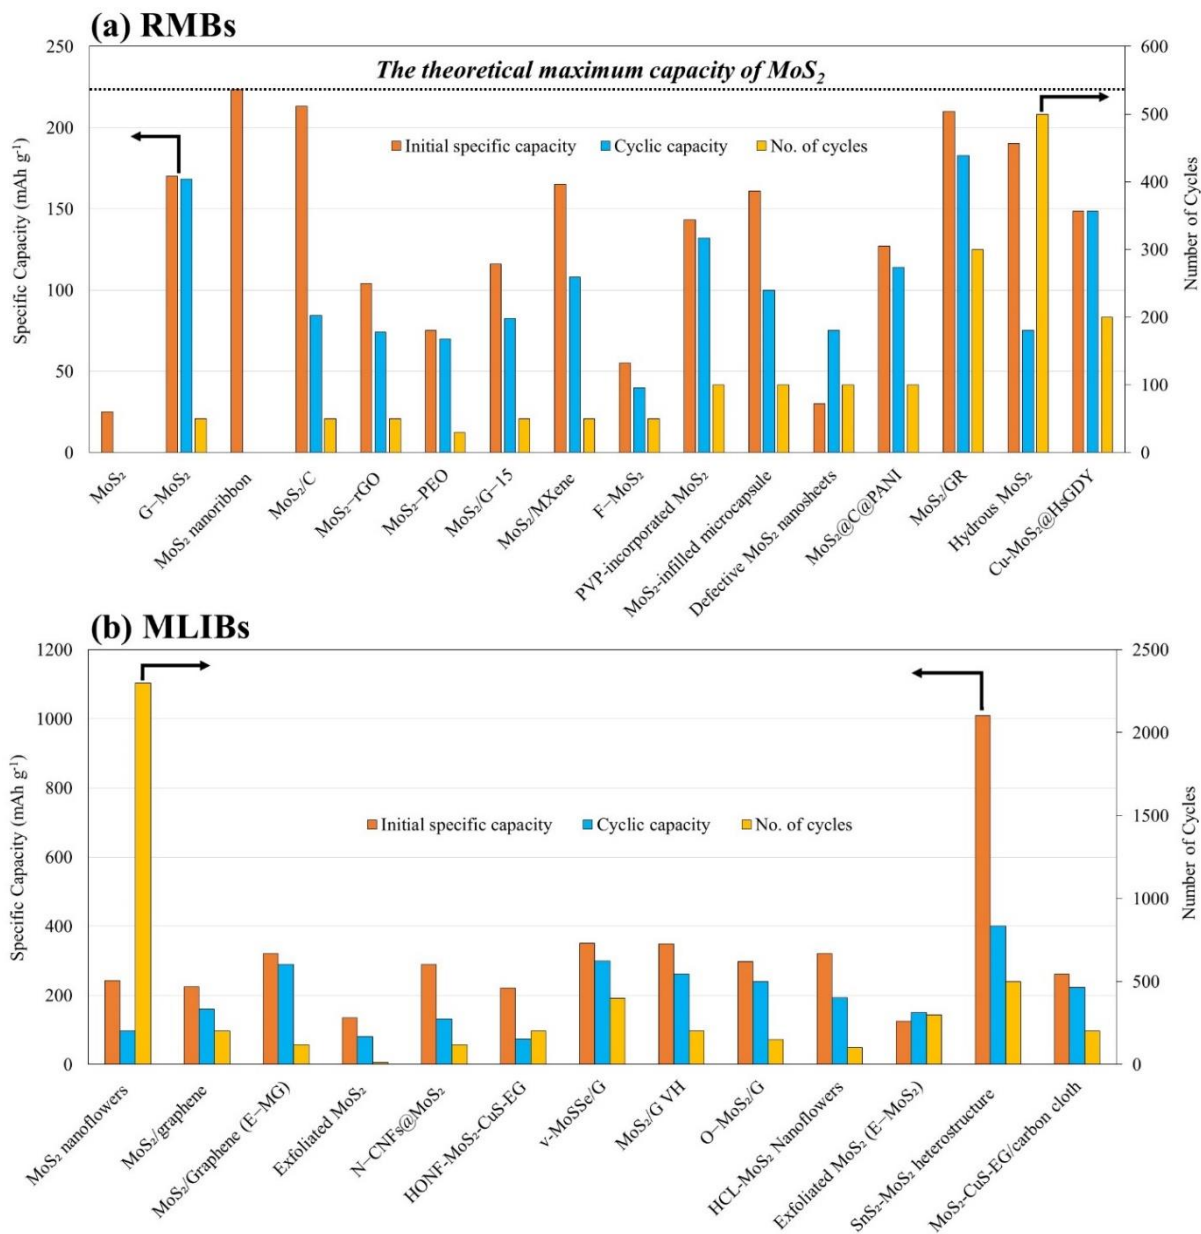 (a) RMBs
250
200
150
100
50
0
Specific Capacity (mAh g⁻¹)
600
500
400
300
200
100
0
Number of Cycles
The theoretical maximum capacity of MoS₂
Initial specific capacity
Cyclic capacity
No. of cycles
MoS₂
G−MoS₂
MoS₂ nanoribbon
MoS₂/C
MoS₂−rGO
MoS₂−PEO
MoS₂/G−15
MoS₂/MXene
F−MoS₂
PVP-incorporated MoS₂
MoS₂-infilled microcapsule
Defective MoS₂ nanosheets
MoS₂@C@PANI
MoS₂/GR
Hydrous MoS₂
Cu-MoS₂@HsGDY
(b) MLIBs
1200
1000
800
600
400
200
0
Specific Capacity (mAh g⁻¹)
2500
2000
1500
1000
500
0
Number of Cycles
Initial specific capacity
Cyclic capacity
No. of cycles
MoS₂ nanoflowers
MoS₂/graphene
MoS₂/Graphene (E−MG)
Exfoliated MoS₂
N−CNFs@MoS₂
HONF-MoS₂-CuS-EG
v-MoSSe/G
MoS₂/G VH
O−MoS₂/G
HCL-MoS₂ Nanoflowers
Exfoliated MoS₂ (E−MoS₂)
SnS₂-MoS₂ heterostructure
MoS₂-CuS-EG/carbon cloth